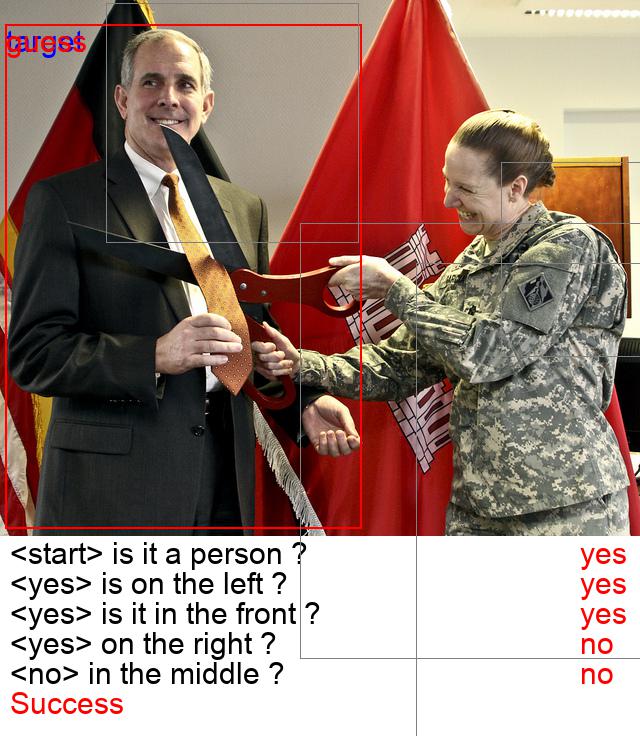 target
guess
<start> is it a person ? yes
<yes> is on the left ? yes
<yes> is it in the front ? yes
<yes> on the right ? no
<no> in the middle ? no
Success